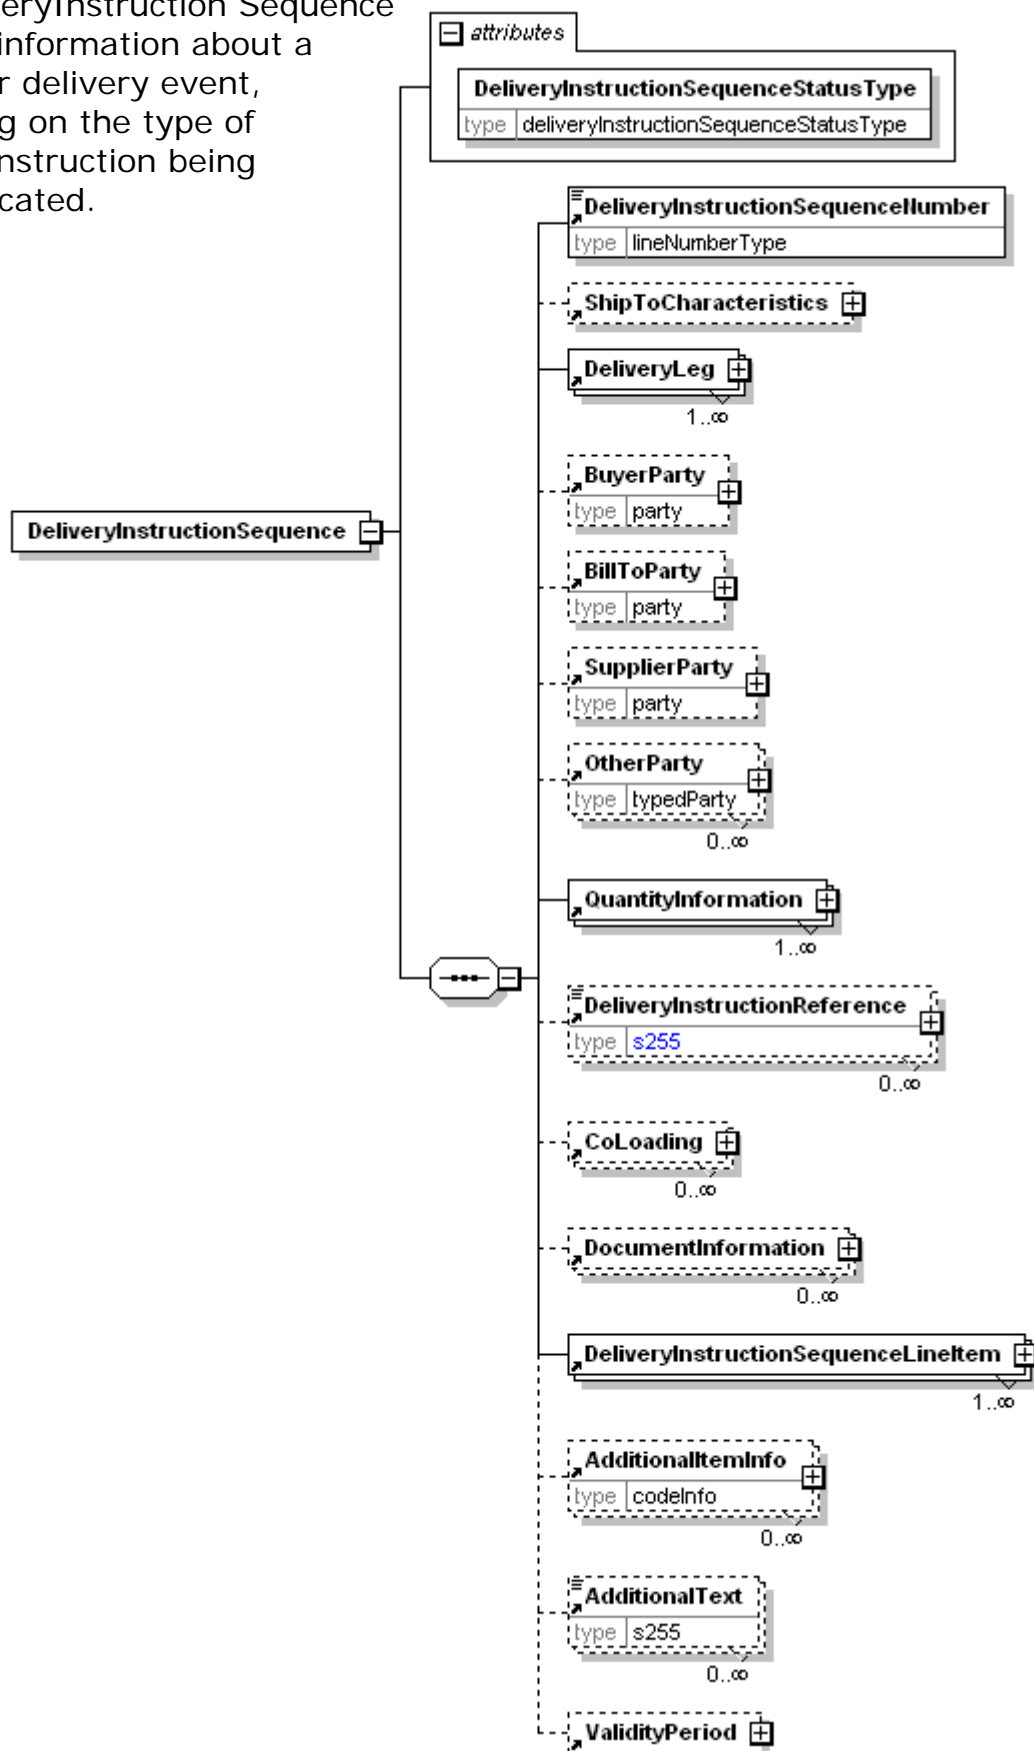 eryInstruction Sequence
information about a
r delivery event,
g on the type of
nstruction being
cated.
attributes
DeliveryInstructionSequenceStatusType
type deliveryInstructionSequenceStatusType
DeliveryInstructionSequenceNumber
type lineNumberType
ShipToCharacteristics
DeliveryLeg
1..∞
BuyerParty
type party
DeliveryInstructionSequence
BillToParty
type party
SupplierParty
type party
OtherParty
type typedParty
0..∞
QuantityInformation
1..∞
DeliveryInstructionReference
type s255
0..∞
CoLoading
0..∞
DocumentInformation
0..∞
DeliveryInstructionSequenceLineItem
1..∞
AdditionalItemInfo
type codeInfo
0..∞
AdditionalText
type s255
0..∞
ValidityPeriod